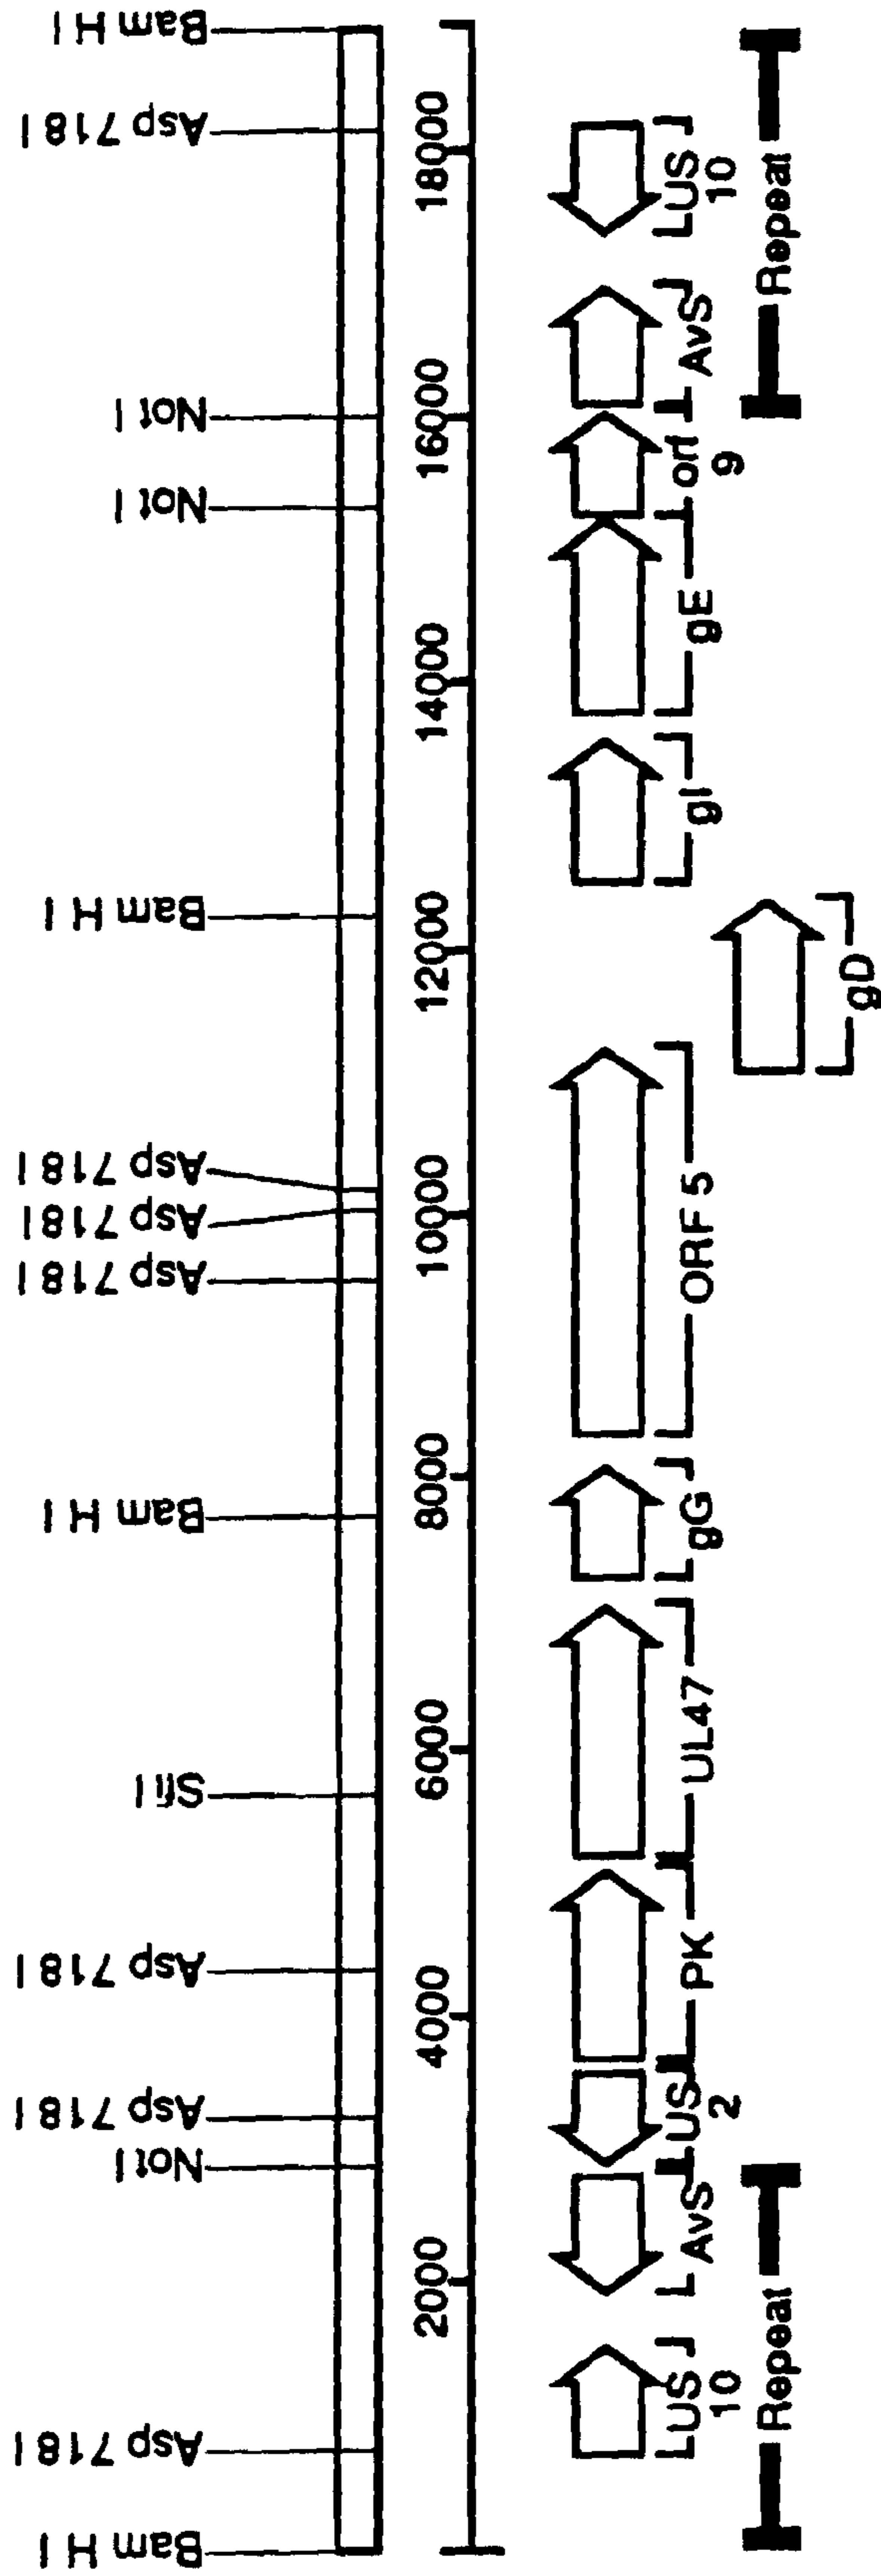 Bam H I
Asp 718 I
Not I
Asp 718 I
Asp 718 I
Sfi I
Bam H I
Asp 718 I
Asp 718 I
Asp 718 I
Bam H I
Not I
Not I
Asp 718 I
Bam H I
2000
4000
6000
8000
10000
12000
14000
16000
18000
US
10
AvS
US
2
PK
UL47
gG
ORF 5
gD
gI
gE
orf
9
AvS
US
10
Repeat
Repeat